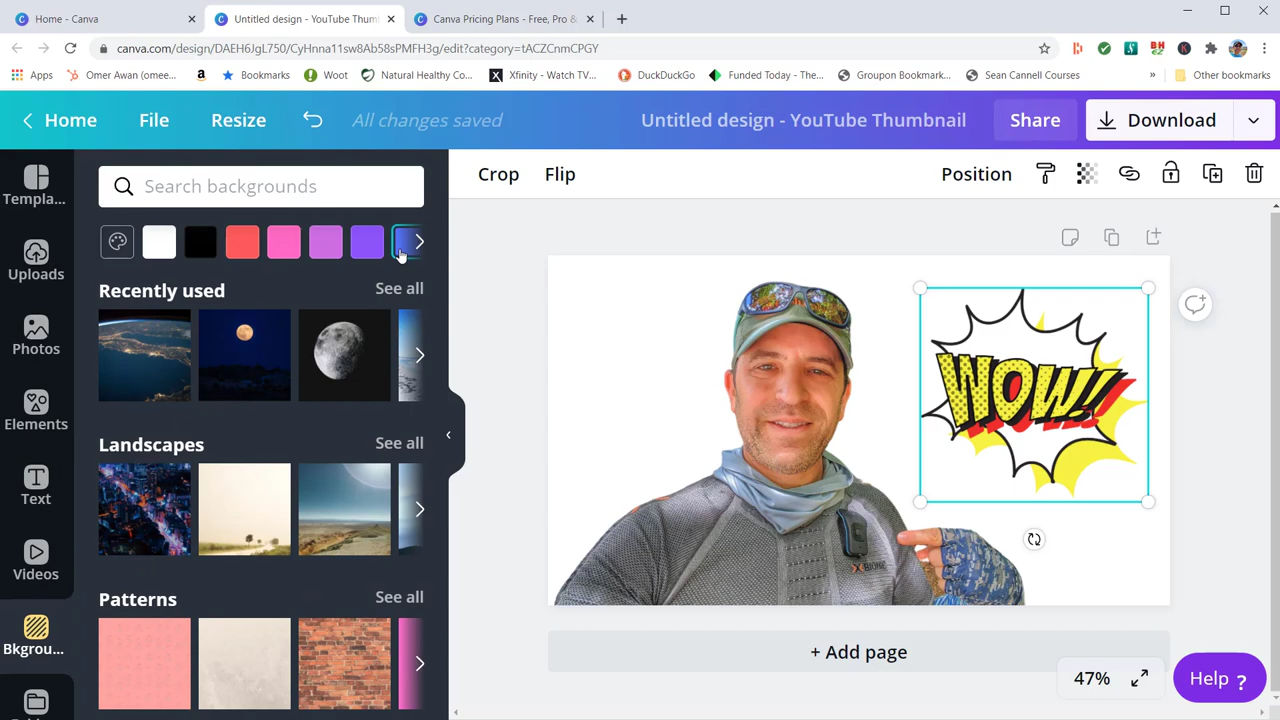 Home - Canva
Untitled design - YouTube Thum
Canva Pricing Plans - Free, Pro &
canva.com/design/DAEH6JgL750/CyHnna11sw8Ab58sPMFH3g/edit?category=tACZCnmCPGY
Apps
Omer Awan (omee...
Bookmarks
Woot
Natural Healthy Co...
Xfinity - Watch TV...
DuckDuckGo
Funded Today - The...
Groupon Bookmark...
Sean Cannell Courses
»
Other bookmarks
Home
File
Resize
All changes saved
Untitled design - YouTube Thumbnail
Share
Download
Templa...
Uploads
Photos
Elements
Text
Videos
Bkgrou...
Search backgrounds
Recently used
See all
Landscapes
See all
Patterns
See all
Crop
Flip
Position
WOW!!
X-BIONIC
+ Add page
47%
Help ?